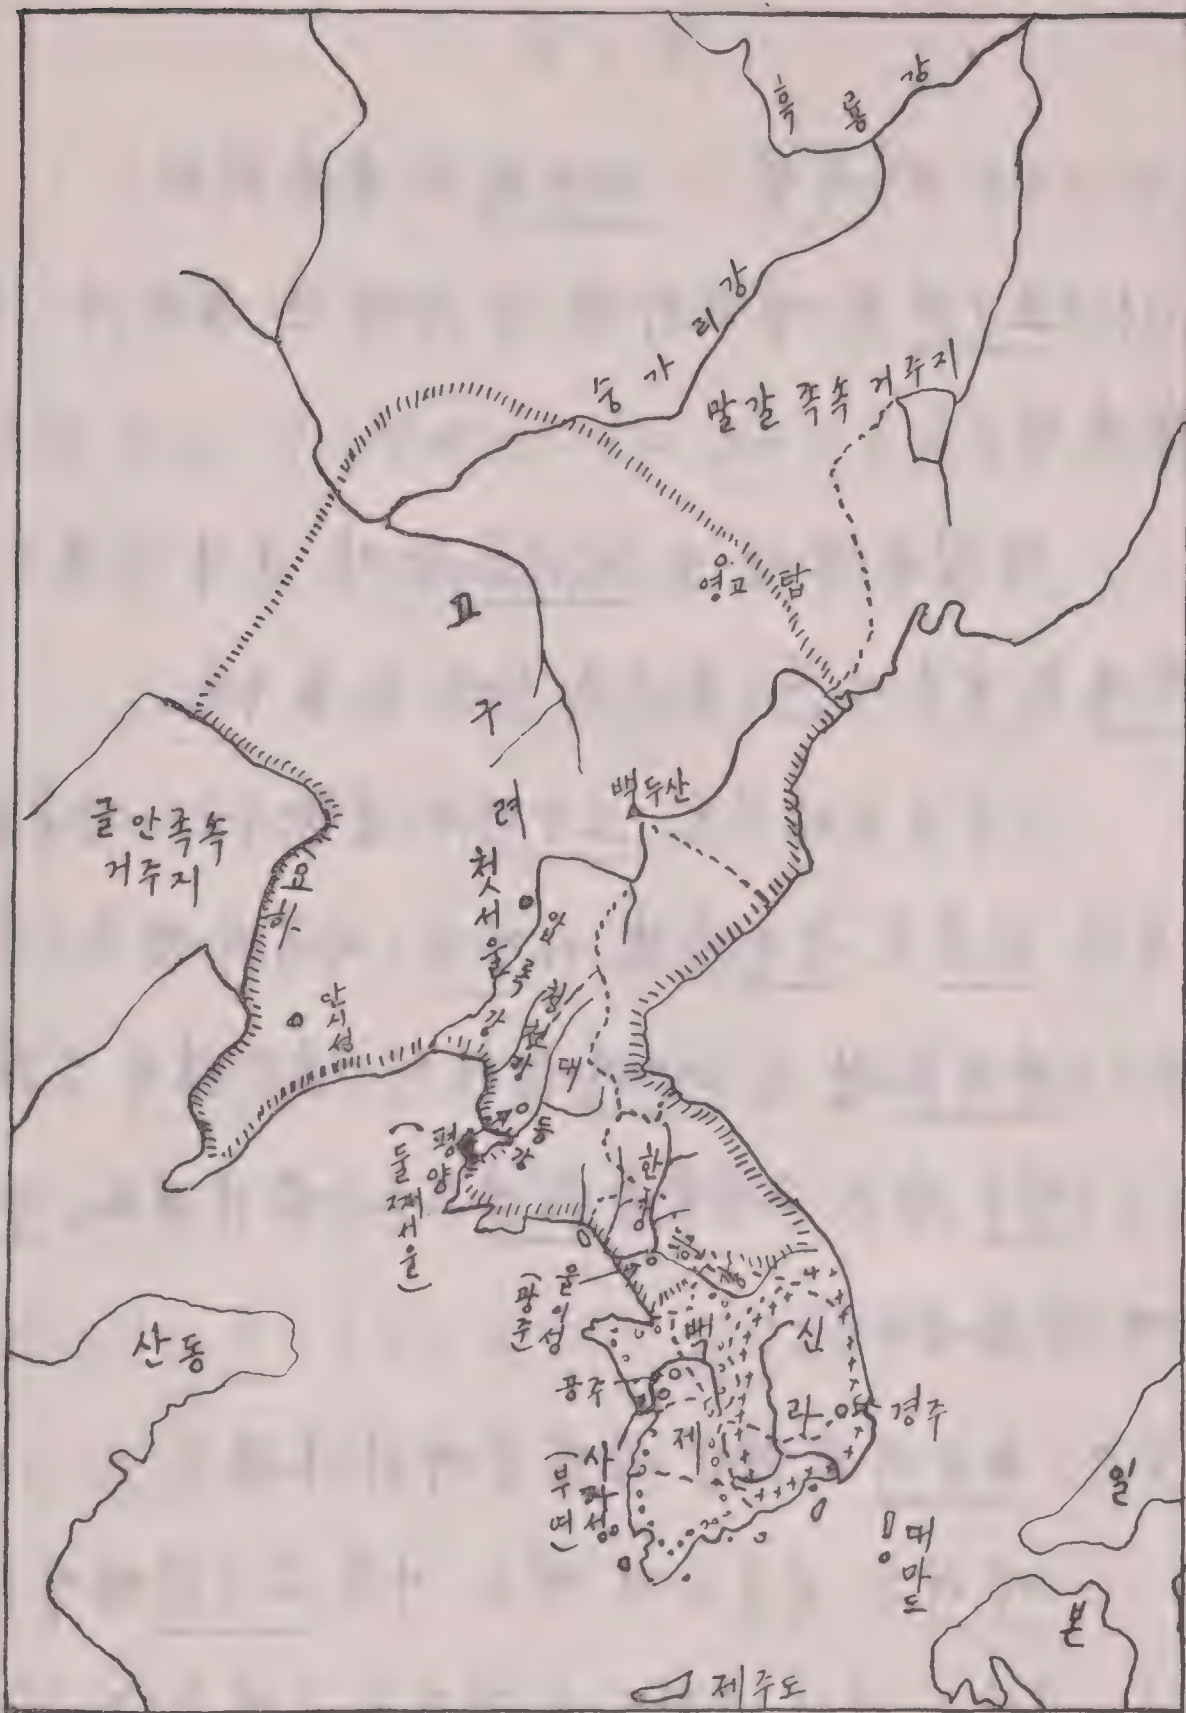 흑룡강
숭가리강
말갈족속 거주지
영고탑
고구려
백두산
글안족속
거주지
요하
첫서울
압록강
안시성
청천강
대동강
평양
(둘째서울)
한강
위례성
(광주)
백제
신라
경주
공주
사비성
(부여)
산동
일본
대마도
제주도